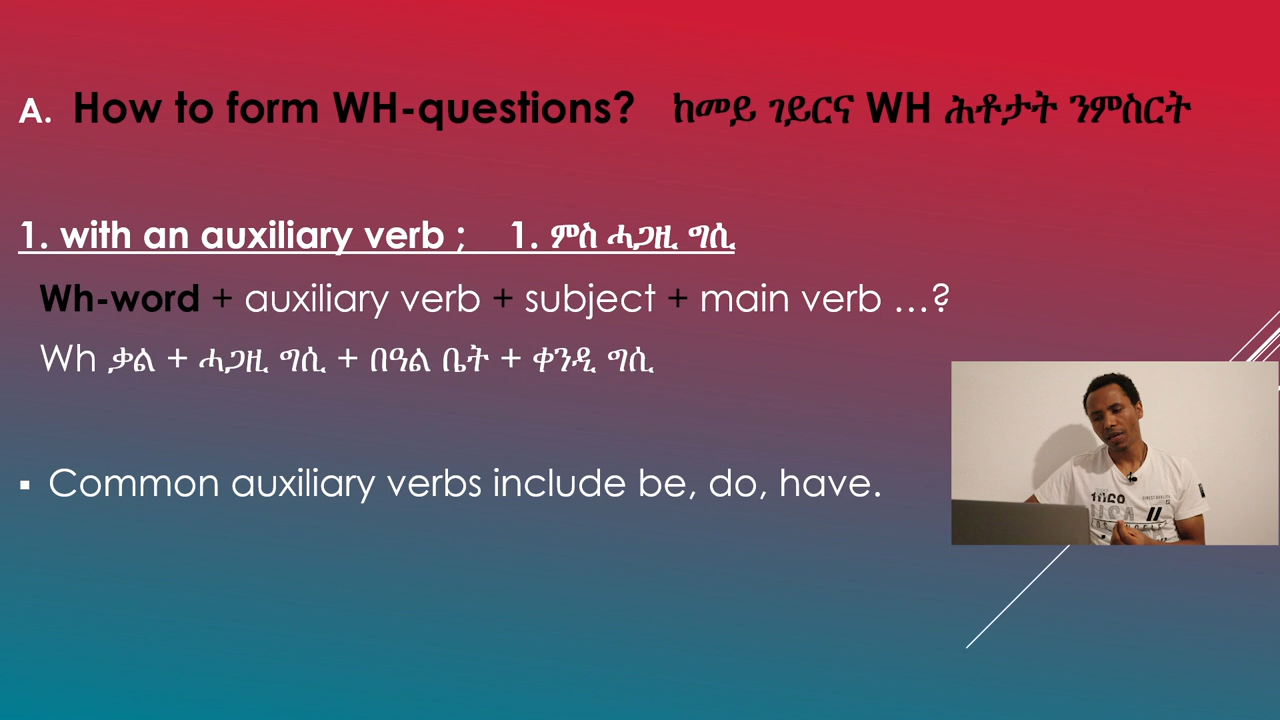 A. How to form WH-questions? ከመይ ገይርና WH ሕቶታት ንምስርት
1. with an auxiliary verb ; 1. ምስ ሓጋዚ ግሲ
Wh-word + auxiliary verb + subject + main verb …?
Wh ቃል + ሓጋዚ ግሲ + በዓል ቤት + ቀንዲ ግሲ
▪ Common auxiliary verbs include be, do, have.